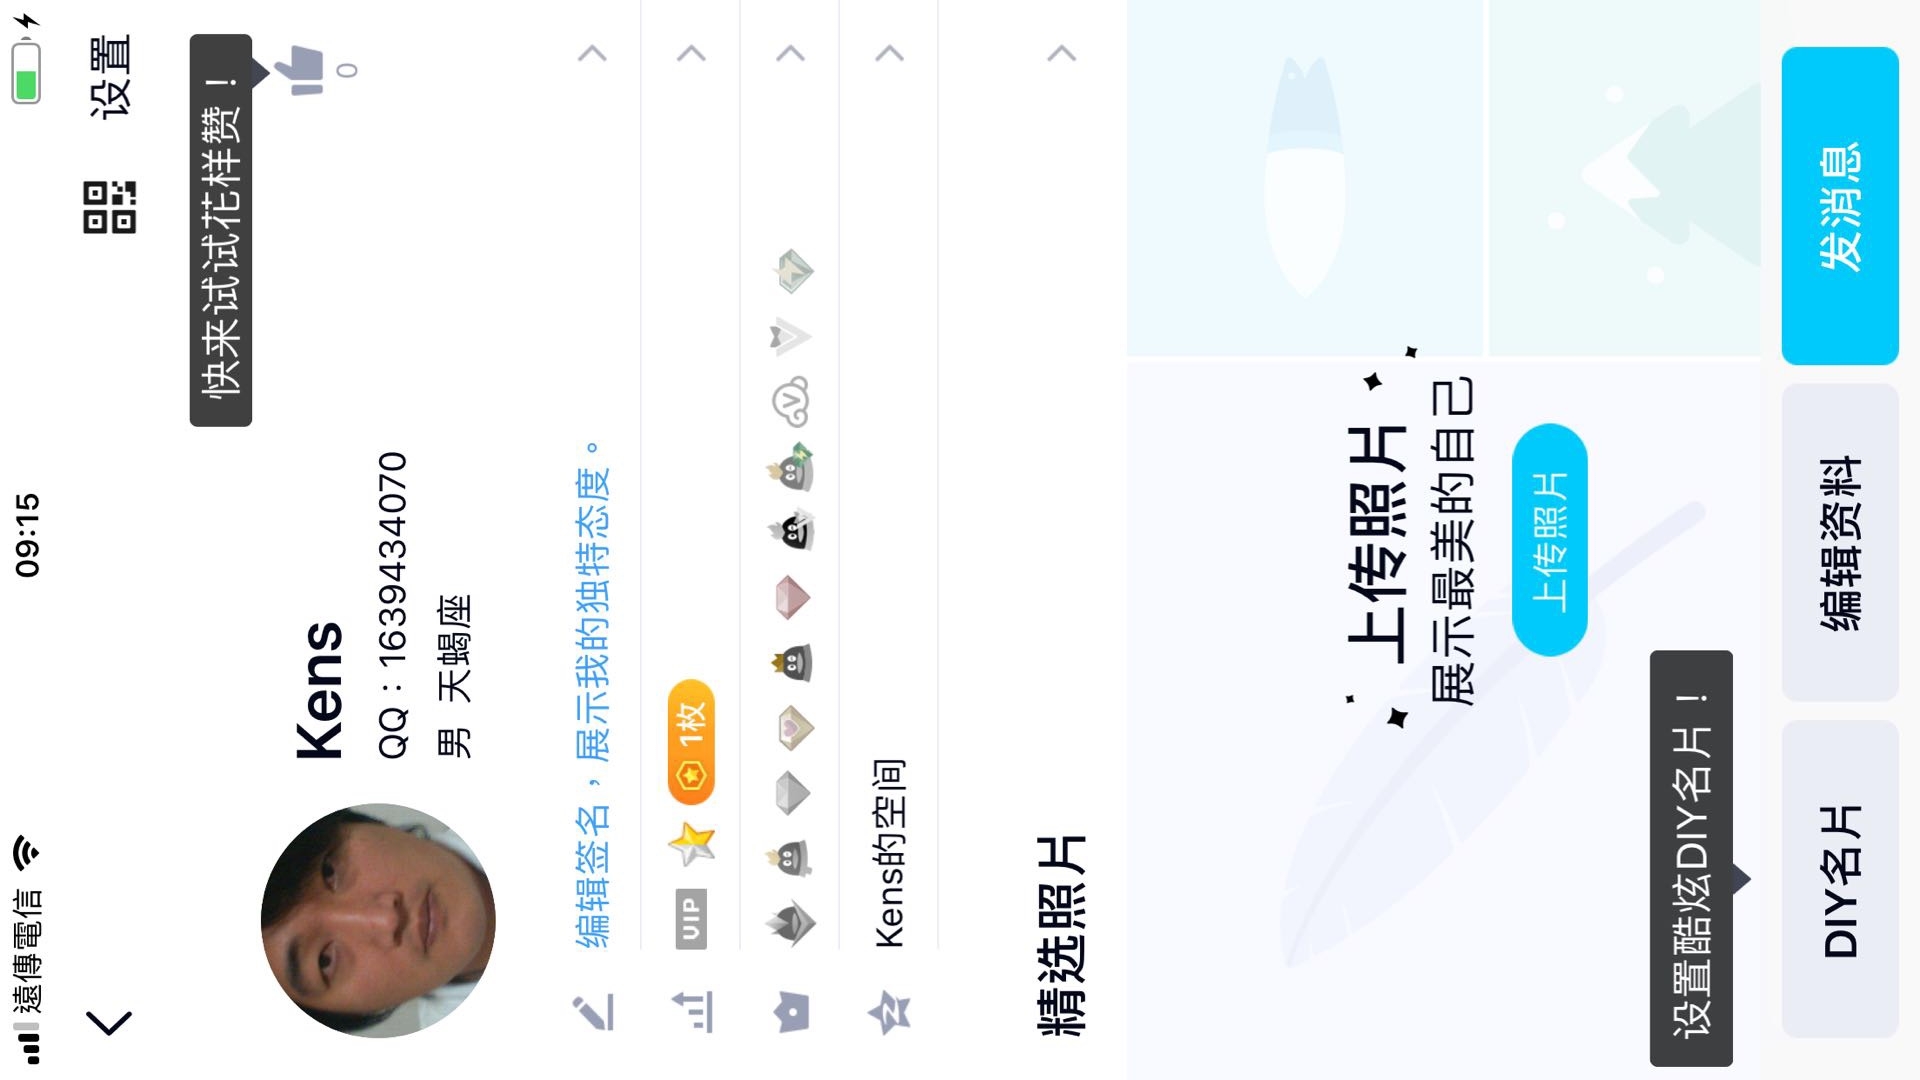 遠傳電信
09:15
设置
快来试试花样赞！
0
Kens
QQ：1639434070
男 天蝎座
编辑签名，展示我的独特态度。
VIP
1枚
Kens的空间
精选照片
上传照片
展示最美的自己
上传照片
设置酷炫DIY名片！
DIY名片
编辑资料
发消息